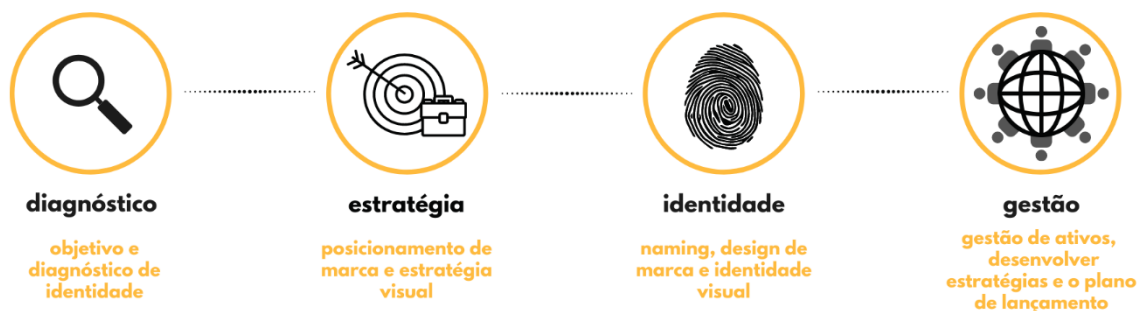 diagnóstico
objetivo e
diagnóstico de
identidade
estratégia
posicionamento de
marca e estratégia
visual
identidade
naming, design de
marca e identidade
visual
gestão
gestão de ativos,
desenvolver
estratégias e o plano
de lançamento